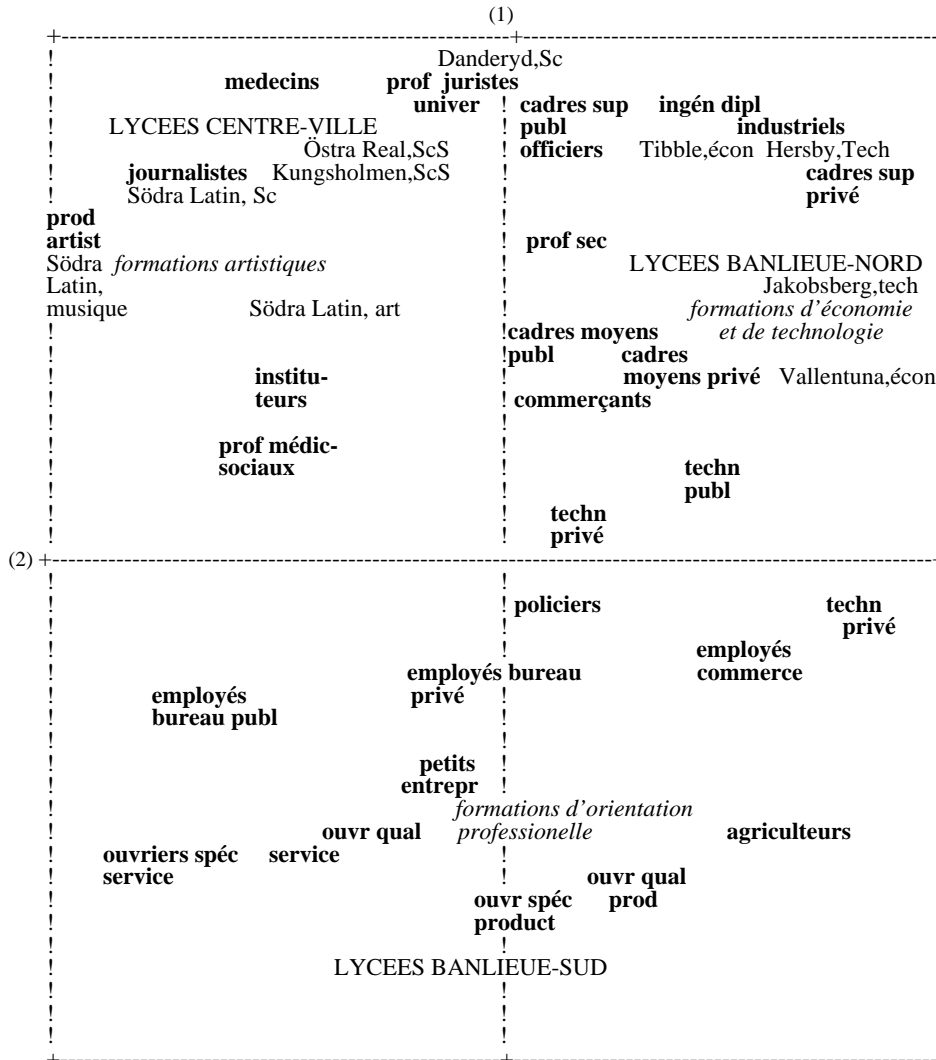 (1)
Danderyd,Sc
medecins prof juristes
univer cadres sup ingén dipl
LYCEES CENTRE-VILLE publ industriels
Östra Real,ScS officiers Tibble,écon Hersby,Tech
journalistes Kungsholmen,ScS cadres sup
Södra Latin, Sc privé
prod
artist prof sec
Södra formations artistiques LYCEES BANLIEUE-NORD
Latin, Jakobsberg,tech
musique Södra Latin, art formations d'économie
cadres moyens et de technologie
publ cadres
institu- moyens privé Vallentuna,écon
teurs commerçants
prof médic-
sociaux techn
publ
techn
privé
(2)
policiers techn
privé
employés
employés bureau commerce
employés privé
bureau publ
petits
entrepr
formations d'orientation
ouvr qual professionelle agriculteurs
ouvriers spéc service
service ouvr qual
ouvr spéc prod
product
LYCEES BANLIEUE-SUD